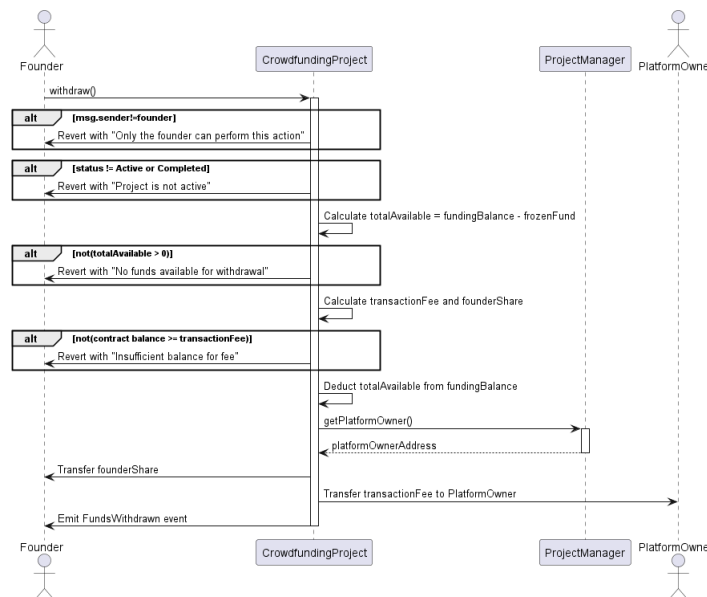 Founder
CrowdfundingProject
ProjectManager
PlatformOwne
withdraw()
alt [msg.sender!=founder]
Revert with "Only the founder can perform this action"
alt [status != Active or Completed]
Revert with "Project is not active"
Calculate totalAvailable = fundingBalance - frozenFund
alt [not(totalAvailable > 0)]
Revert with "No funds available for withdrawal"
Calculate transactionFee and founderShare
alt [not(contract balance >= transactionFee)]
Revert with "Insufficient balance for fee"
Deduct totalAvailable from fundingBalance
getPlatformOwner()
platformOwnerAddress
Transfer founderShare
Transfer transactionFee to PlatformOwner
Emit FundsWithdrawn event
Founder
CrowdfundingProject
ProjectManager
PlatformOwne